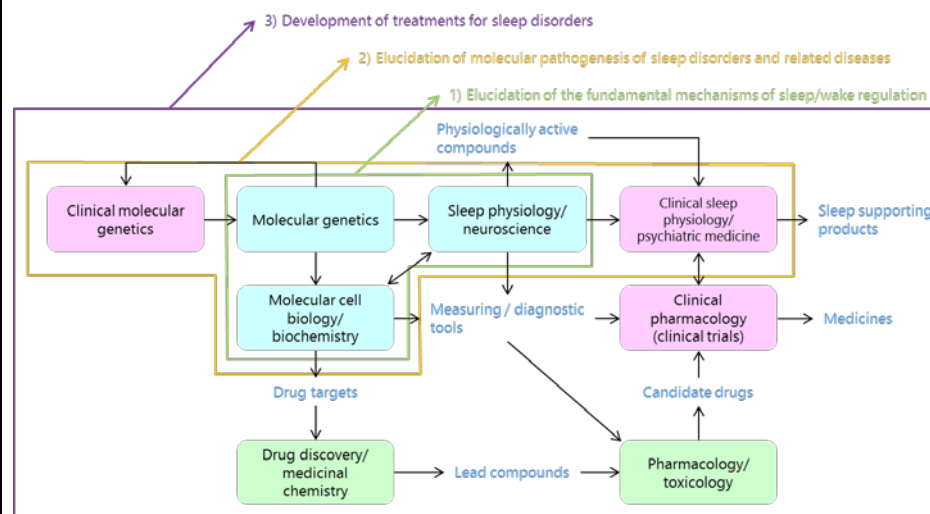 3) Development of treatments for sleep disorders
2) Elucidation of molecular pathogenesis of sleep disorders and related diseases
1) Elucidation of the fundamental mechanisms of sleep/wake regulation
Physiologically active
compounds
Clinical molecular
genetics
Molecular genetics
Sleep physiology/
neuroscience
Clinical sleep
physiology/
psychiatric medicine
Sleep supporting
products
Molecular cell
biology/
biochemistry
Measuring / diagnostic
tools
Clinical
pharmacology
(clinical trials)
Medicines
Drug targets
Candidate drugs
Drug discovery/
medicinal
chemistry
Lead compounds
Pharmacology/
toxicology